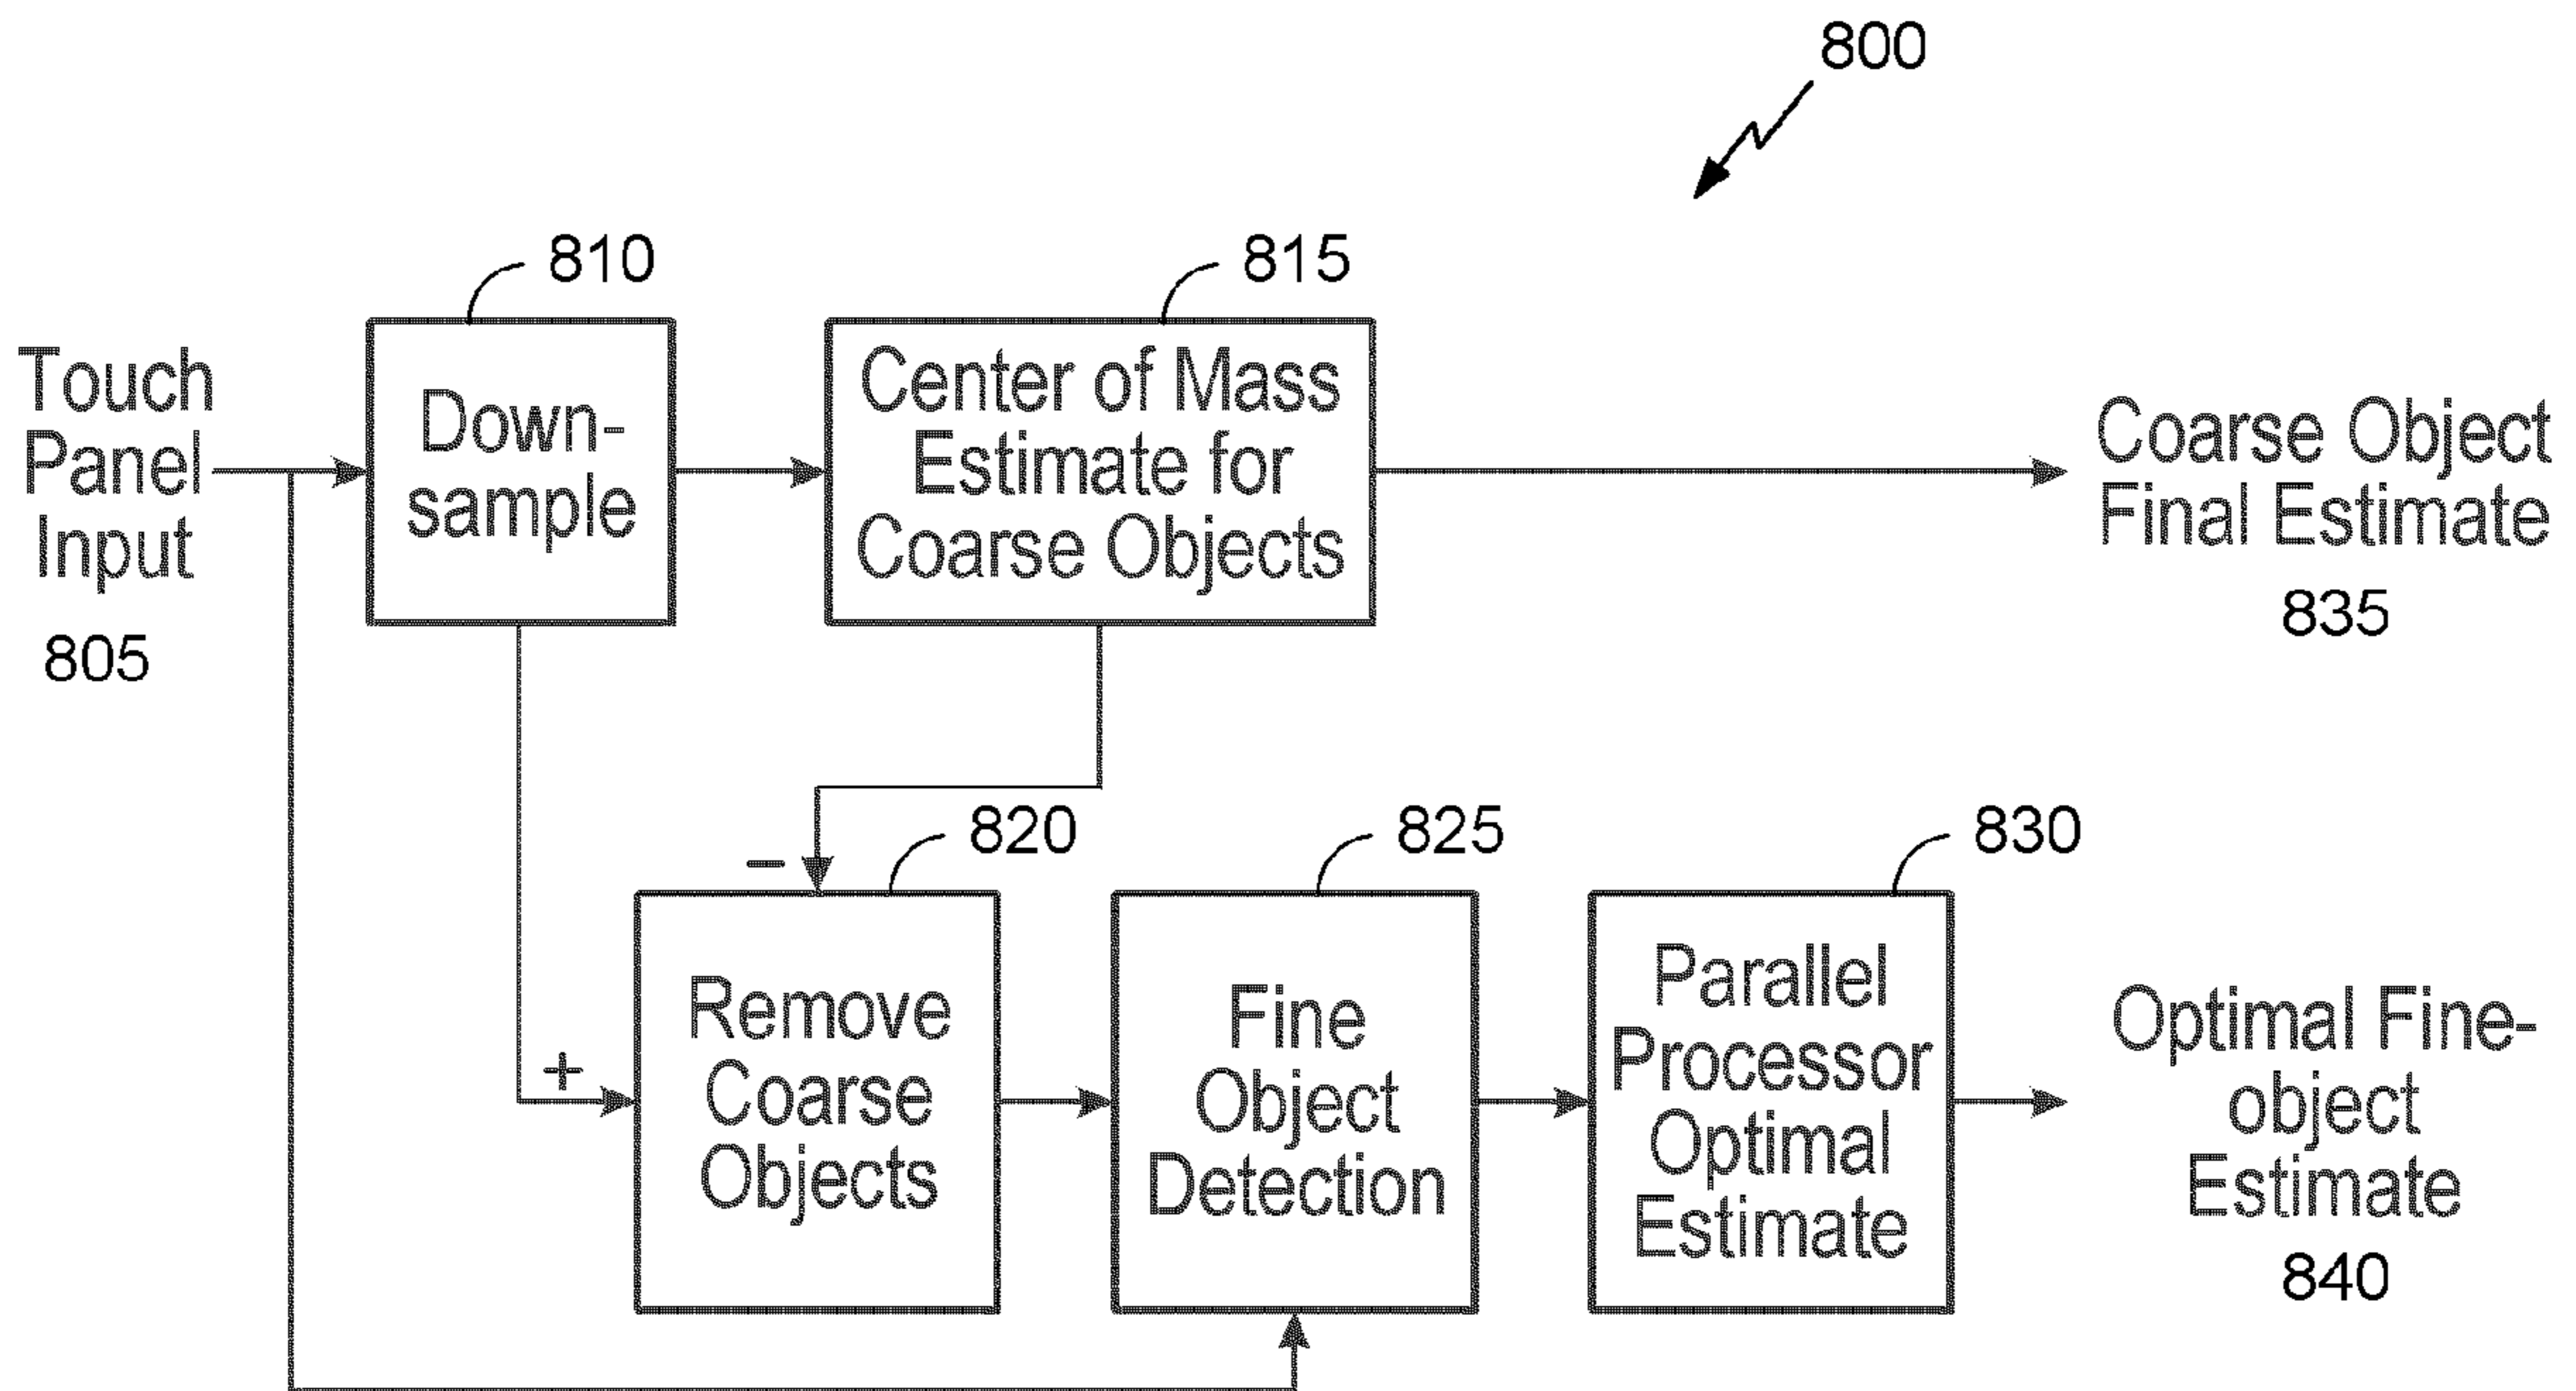 800
810
815
Touch
Panel
Input
805
Down-
sample
Center of Mass
Estimate for
Coarse Objects
Coarse Object
Final Estimate
835
820
825
830
-
+
Remove
Coarse
Objects
Fine
Object
Detection
Parallel
Processor
Optimal
Estimate
Optimal Fine-
object
Estimate
840